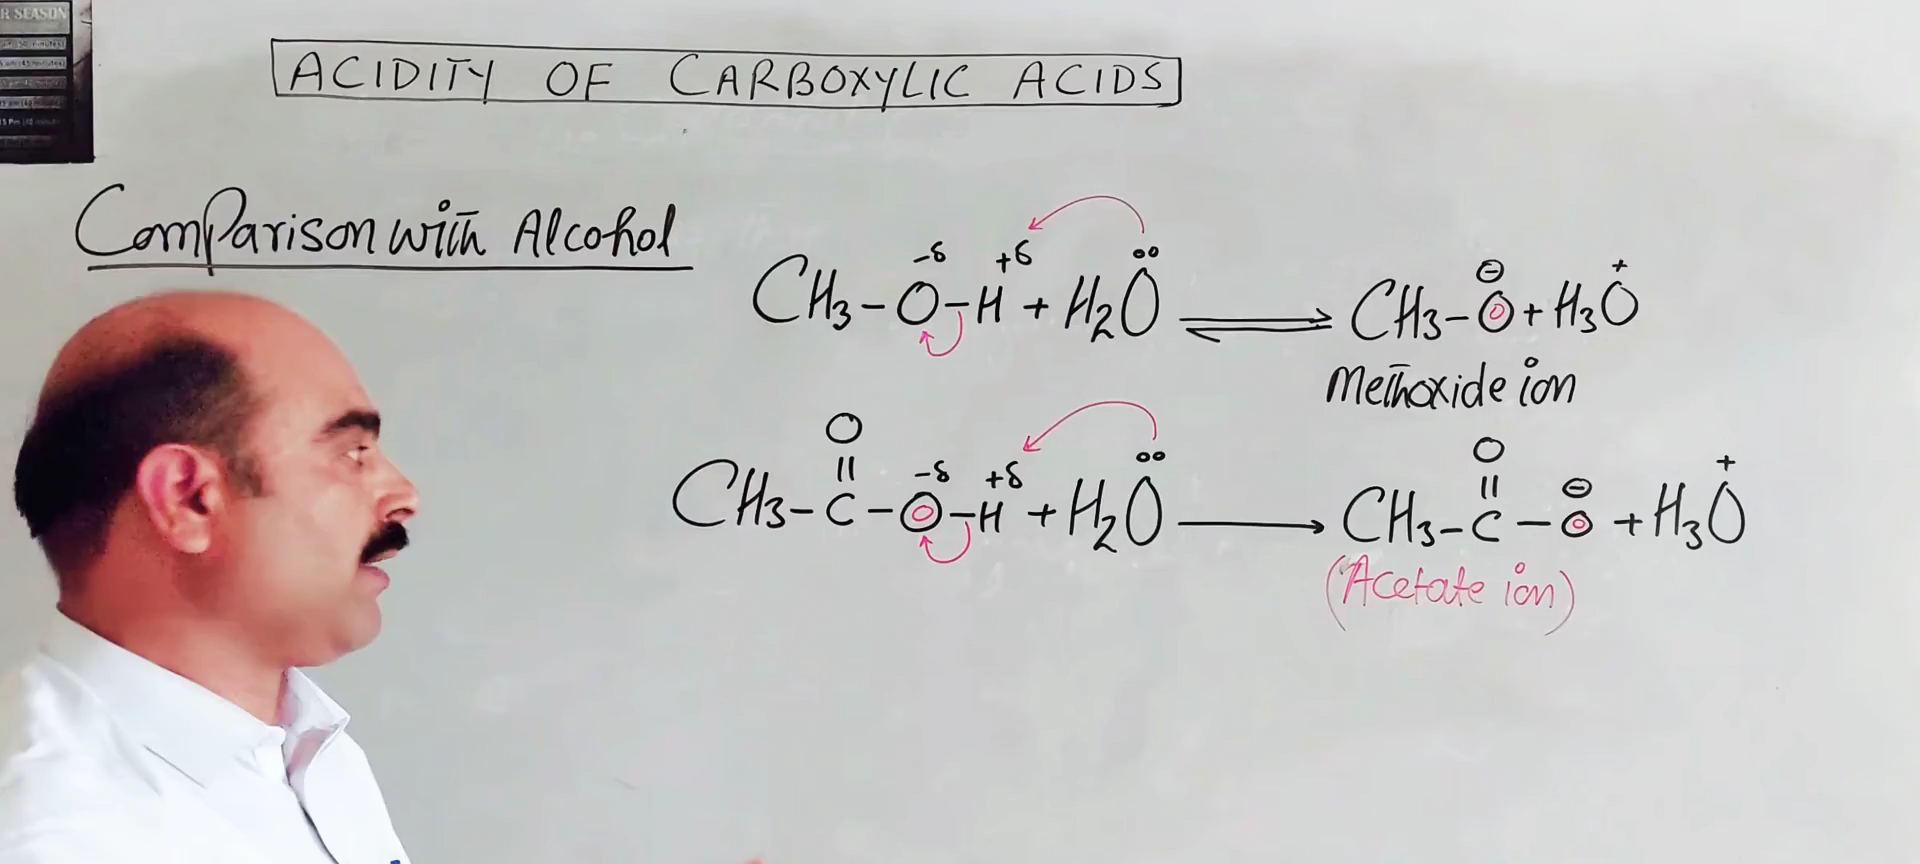 R SEASON
ACIDITY OF CARBOXYLIC ACIDS
Comparison with Alcohol
-δ +δ
CH3-O-H + H2O ⇌ CH3-O⊖ + H3O+
Methoxide ion
O O
|| ||
-δ +δ
CH3-C-O-H + H2O ⟶ CH3-C-O⊖ + H3O+
(Acetate ion)